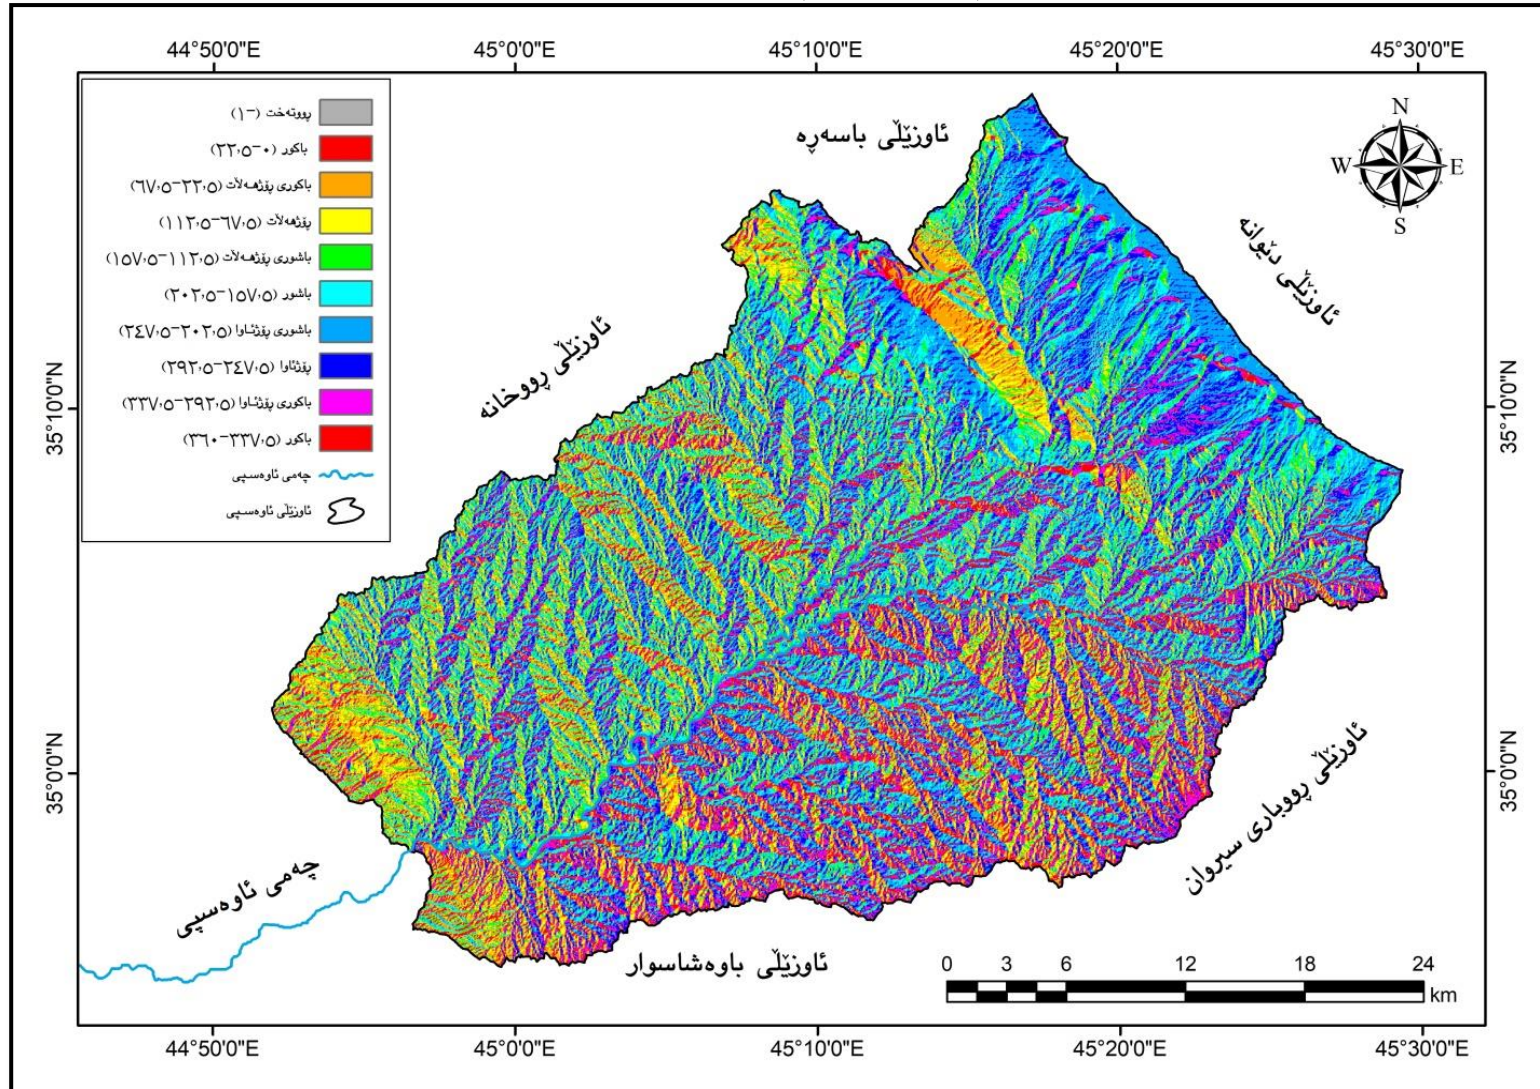 44°50'0"E
45°0'0"E
45°10'0"E
45°20'0"E
45°30'0"E
ڕووتەخت (-١)
باکور (٠-٢٢,٥)
باکوری ڕۆژهەڵات (٢٢,٥-٦٧,٥)
ڕۆژهەڵات (٦٧,٥-١١٢,٥)
باشوری ڕۆژهەڵات (١١٢,٥-١٥٧,٥)
باشور (١٥٧,٥-٢٠٢,٥)
باشوری ڕۆژئاوا (٢٠٢,٥-٢٤٧,٥)
ڕۆژئاوا (٢٤٧,٥-٢٩٢,٥)
باکوری ڕۆژئاوا (٢٩٢,٥-٣٣٧,٥)
باکور (٣٣٧,٥-٣٦٠)
چەمی ئاوەسپی
ئاوزێڵی ئاوەسپی
ئاوزێڵی باسەڕە
N
W
E
S
ئاوزێڵی دێوانە
ئاوزێڵی ڕووخانە
35°10'0"N
35°10'0"N
35°0'0"N
35°0'0"N
ئاوزێڵی ڕووباری سیروان
چەمی ئاوەسپی
ئاوزێڵی باوەشاسوار
0 3 6 12 18 24
km
44°50'0"E
45°0'0"E
45°10'0"E
45°20'0"E
45°30'0"E